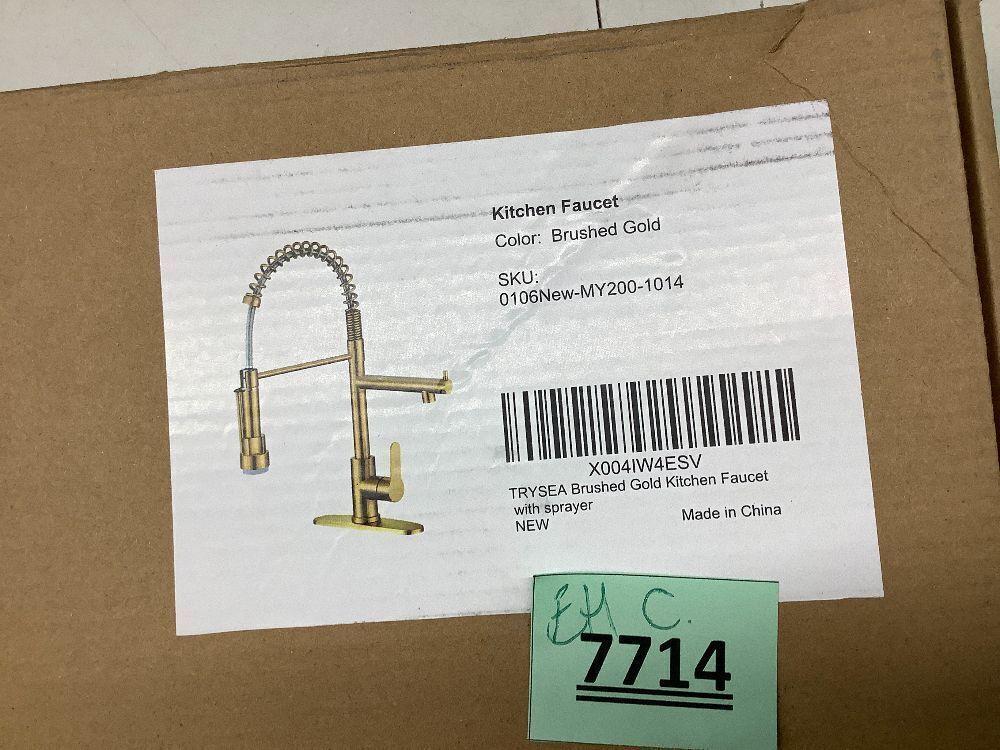 Kitchen Faucet
Color: Brushed Gold
SKU:
0106New-MY200-1014
X004IW4ESV
TRYSEA Brushed Gold Kitchen Faucet
with sprayer
NEW
Made in China
C.
7714